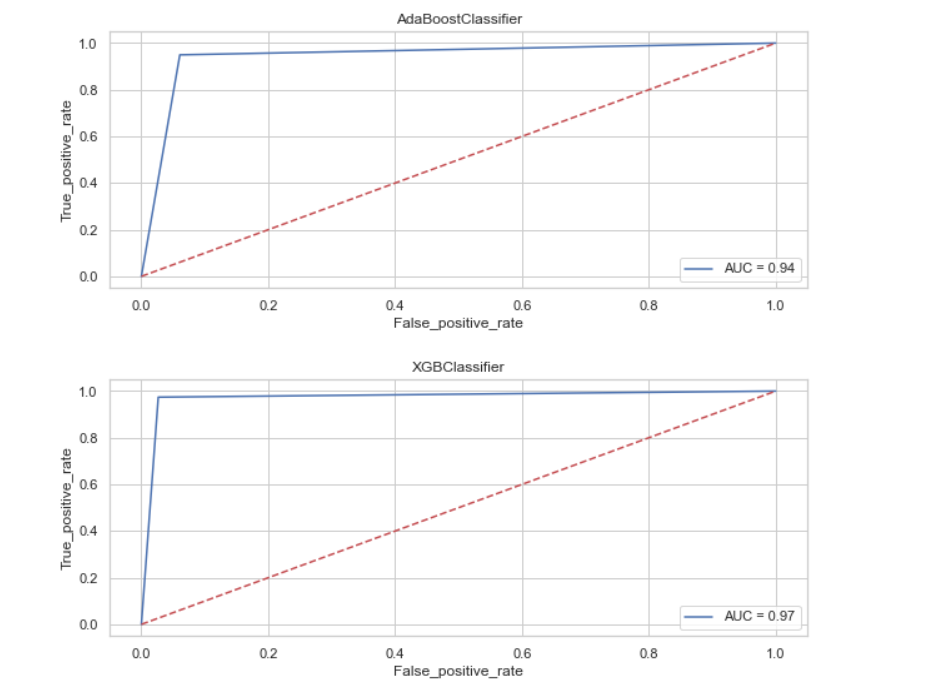 AdaBoostClassifier
1.0
0.8
0.6
0.4
0.2
0.0
True_positive_rate
AUC = 0.94
0.0 0.2 0.4 0.6 0.8 1.0
False_positive_rate
XGBClassifier
1.0
0.8
0.6
0.4
0.2
0.0
True_positive_rate
AUC = 0.97
0.0 0.2 0.4 0.6 0.8 1.0
False_positive_rate